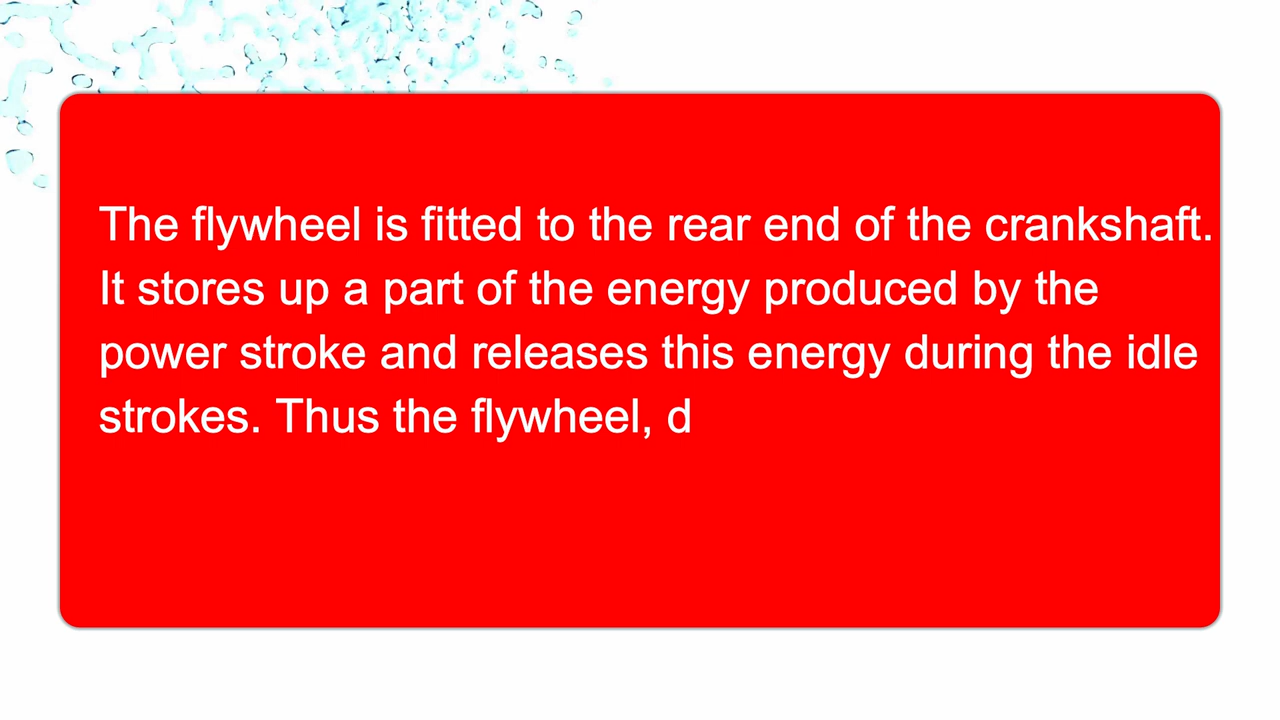 The flywheel is fitted to the rear end of the crankshaft.
It stores up a part of the energy produced by the
power stroke and releases this energy during the idle
strokes. Thus the flywheel, d